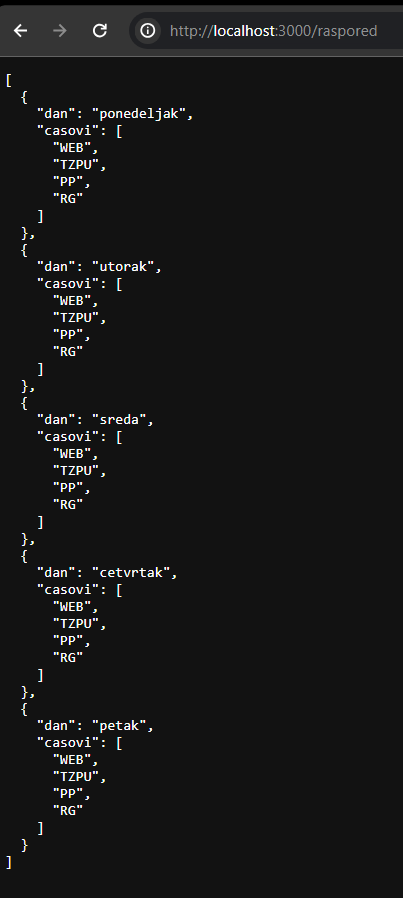 http://localhost:3000/raspored
[
  {
    "dan": "ponedeljak",
    "casovi": [
      "WEB",
      "TZPU",
      "PP",
      "RG"
    ]
  },
  {
    "dan": "utorak",
    "casovi": [
      "WEB",
      "TZPU",
      "PP",
      "RG"
    ]
  },
  {
    "dan": "sreda",
    "casovi": [
      "WEB",
      "TZPU",
      "PP",
      "RG"
    ]
  },
  {
    "dan": "cetvrtak",
    "casovi": [
      "WEB",
      "TZPU",
      "PP",
      "RG"
    ]
  },
  {
    "dan": "petak",
    "casovi": [
      "WEB",
      "TZPU",
      "PP",
      "RG"
    ]
  }
]